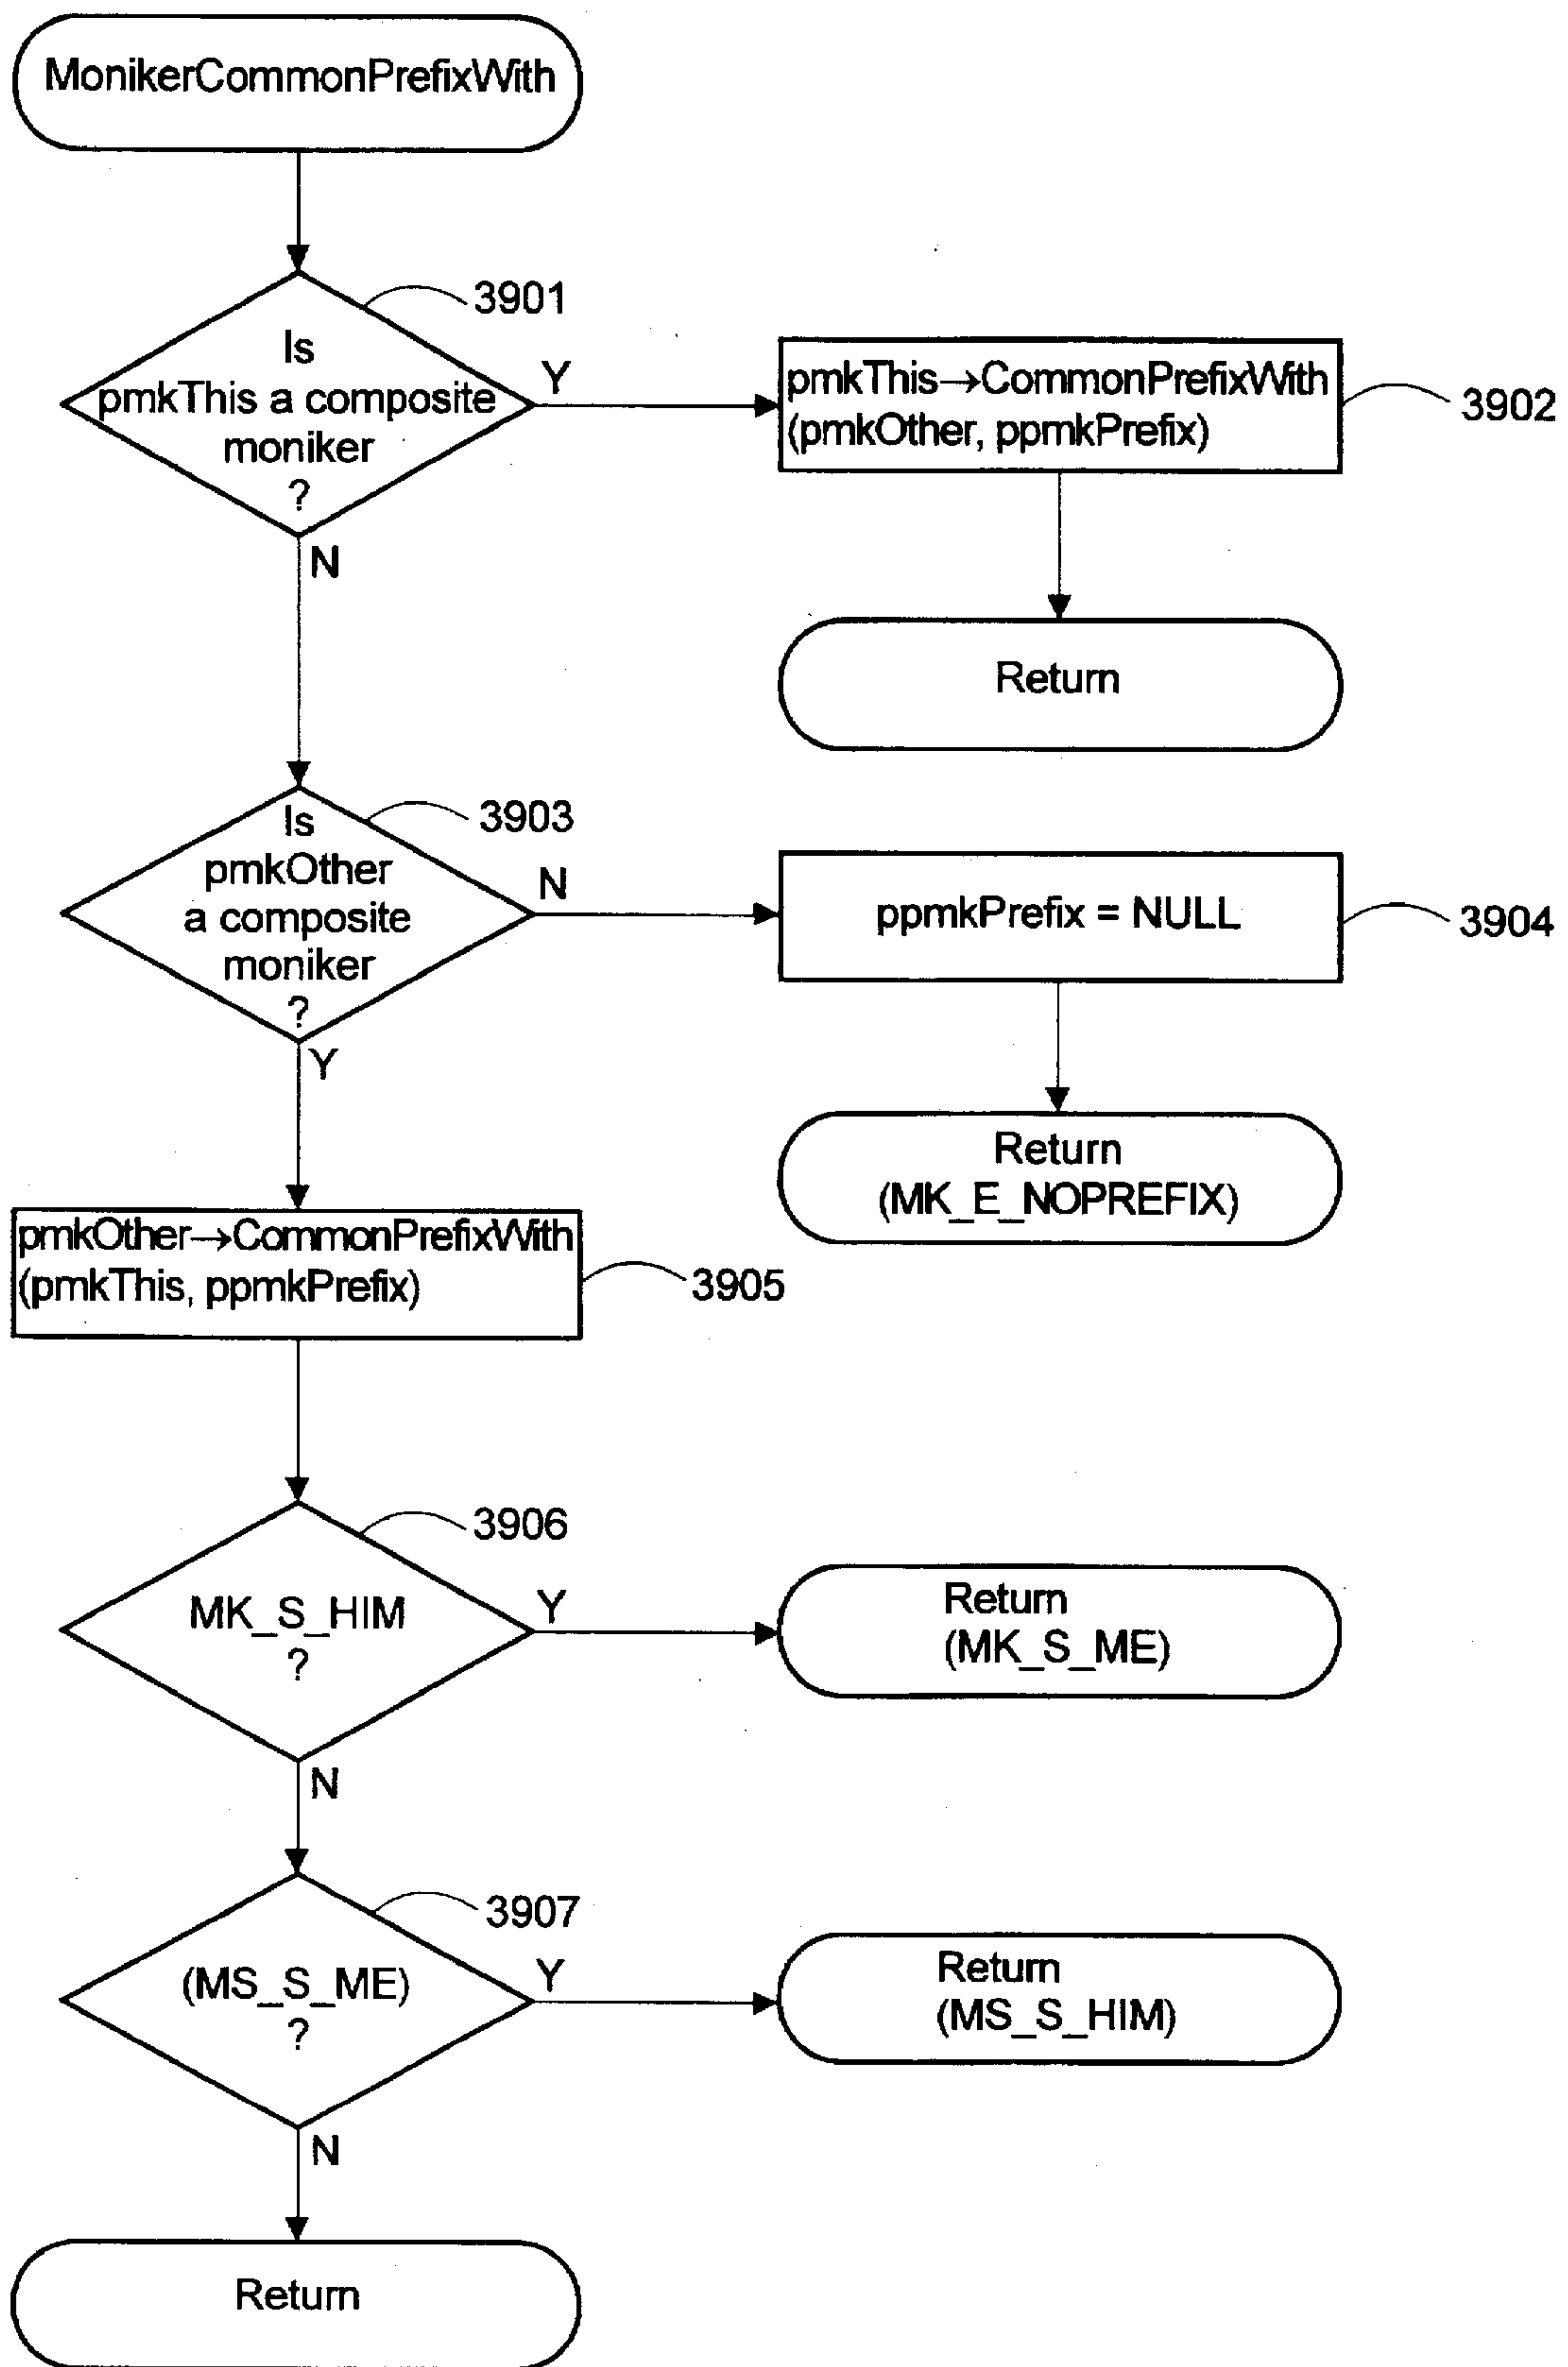 MonikerCommonPrefixWith
3901
Is
pmkThis a composite
moniker
?
Y
N
pmkThis→CommonPrefixWith
(pmkOther, ppmkPrefix)
3902
Return
3903
Is
pmkOther
a composite
moniker
?
N
Y
ppmkPrefix = NULL
3904
Return
(MK_E_NOPREFIX)
pmkOther→CommonPrefixWith
(pmkThis, ppmkPrefix)
3905
3906
MK_S_HIM
?
Y
N
Return
(MK_S_ME)
3907
(MS_S_ME)
?
Y
N
Return
(MS_S_HIM)
Return